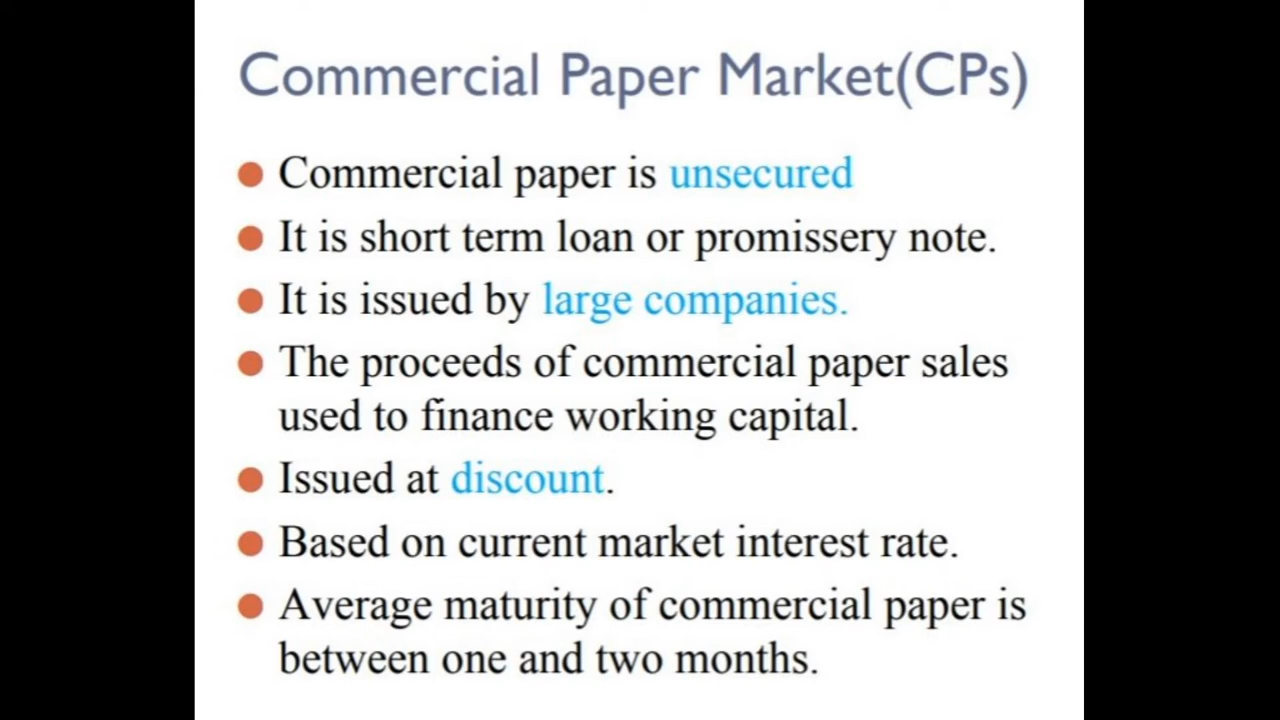 Commercial Paper Market(CPs)
Commercial paper is unsecured
It is short term loan or promissery note.
It is issued by large companies.
The proceeds of commercial paper sales
used to finance working capital.
Issued at discount.
Based on current market interest rate.
Average maturity of commercial paper is
between one and two months.